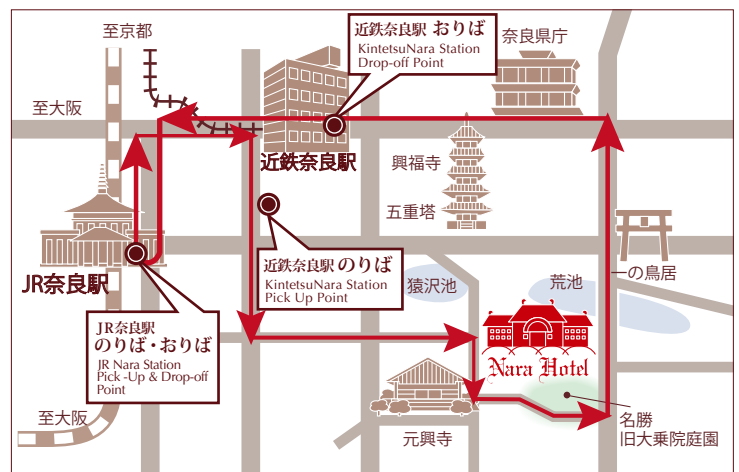 至京都
近鉄奈良駅 おりば
KintetsuNara Station
Drop-off Point
奈良県庁
至大阪
近鉄奈良駅
興福寺
五重塔
JR奈良駅
近鉄奈良駅 のりば
KintetsuNara Station
Pick Up Point
猿沢池
荒池
一の鳥居
JR奈良駅
のりば・おりば
JR Nara Station
Pick -Up & Drop-off
Point
Nara Hotel
至大阪
元興寺
名勝
旧大乗院庭園